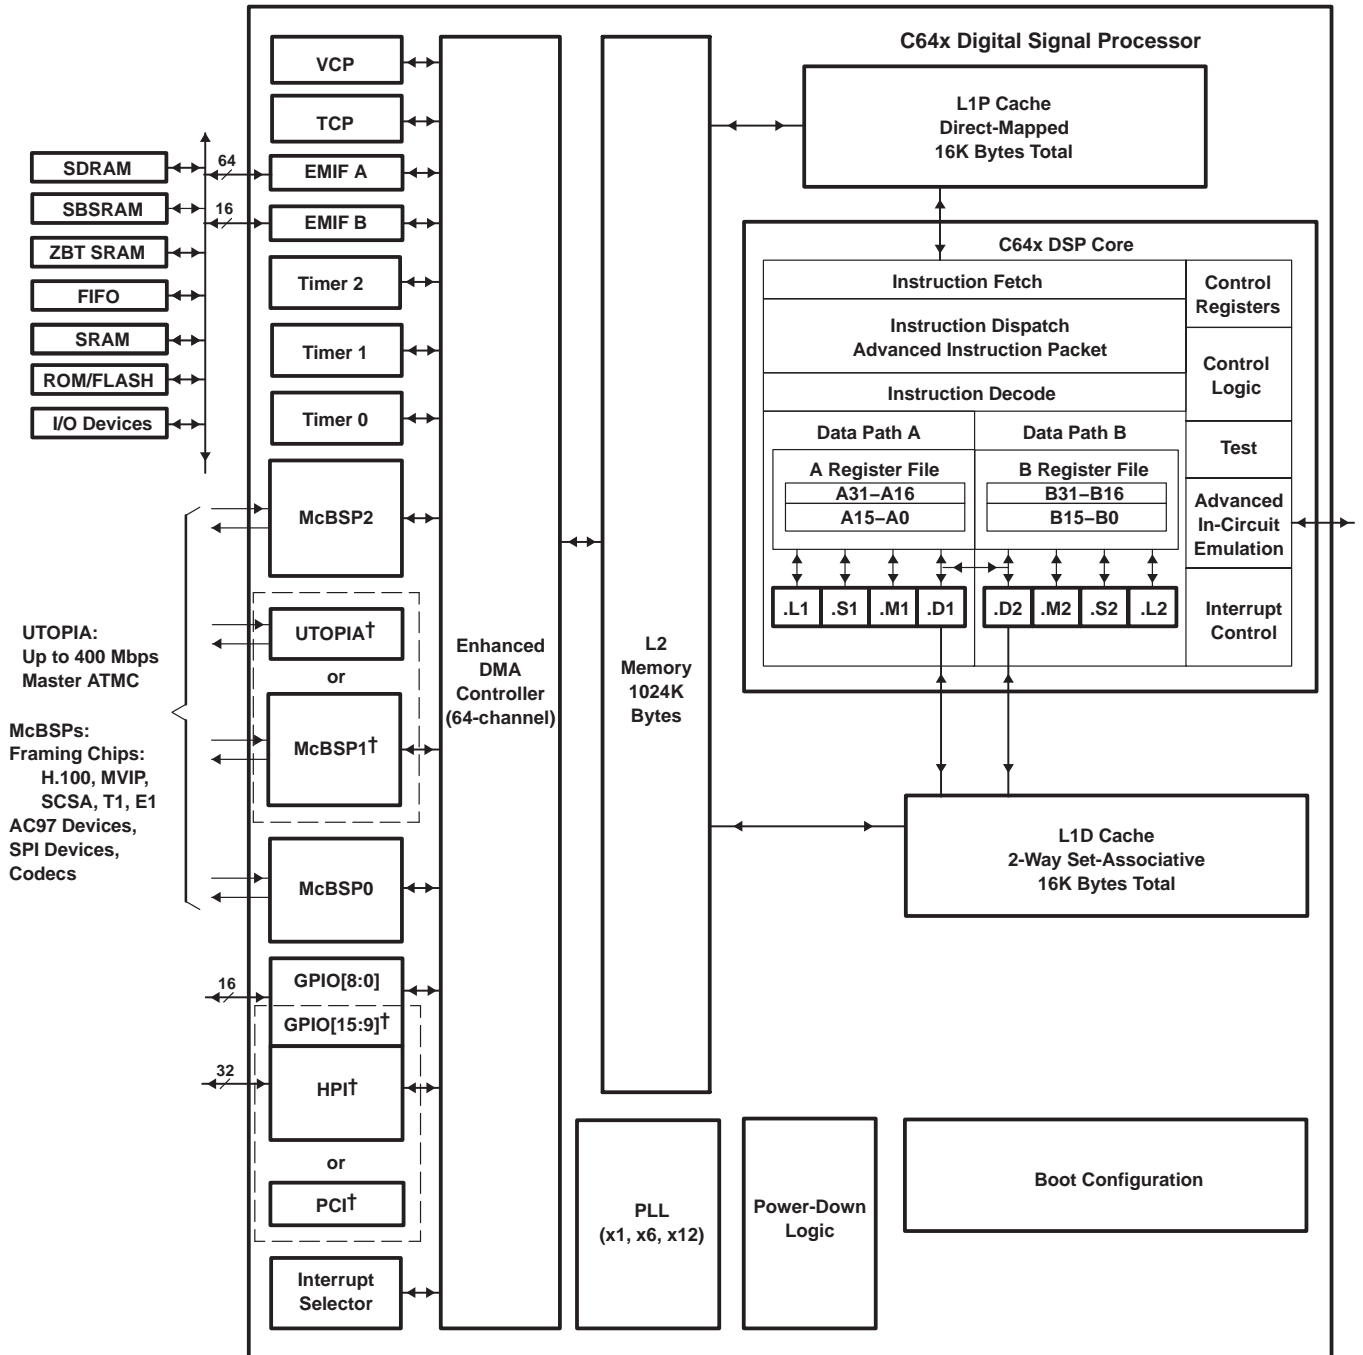 C64x Digital Signal Processor
VCP
TCP
EMIF A
EMIF B
Timer 2
Timer 1
Timer 0
McBSP2
UTOPIA†
or
McBSP1†
McBSP0
GPIO[8:0]
GPIO[15:9]†
HPI†
or
PCI†
Interrupt
Selector
64
16
16
32
SDRAM
SBSRAM
ZBT SRAM
FIFO
SRAM
ROM/FLASH
I/O Devices
UTOPIA:
Up to 400 Mbps
Master ATMC
McBSPs:
Framing Chips:
H.100, MVIP,
SCSA, T1, E1
AC97 Devices,
SPI Devices,
Codecs
Enhanced
DMA
Controller
(64-channel)
L2
Memory
1024K
Bytes
L1P Cache
Direct-Mapped
16K Bytes Total
C64x DSP Core
Instruction Fetch
Instruction Dispatch
Advanced Instruction Packet
Instruction Decode
Data Path A
Data Path B
A Register File
A31–A16
A15–A0
B Register File
B31–B16
B15–B0
.L1
.S1
.M1
.D1
.D2
.M2
.S2
.L2
Control
Registers
Control
Logic
Test
Advanced
In-Circuit
Emulation
Interrupt
Control
L1D Cache
2-Way Set-Associative
16K Bytes Total
PLL
(x1, x6, x12)
Power-Down
Logic
Boot Configuration